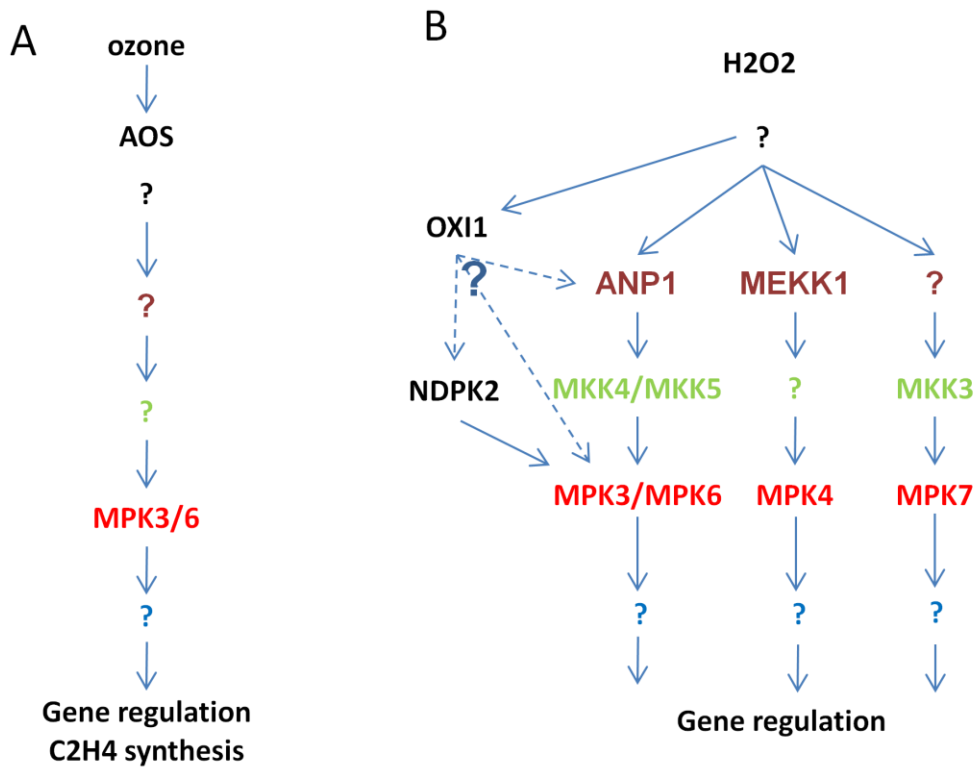 A
ozone
AOS
?
?
?
MPK3/6
?
Gene regulation
C2H4 synthesis
B
H2O2
?
OXI1
?
ANP1 MEKK1 ?
NDPK2 MKK4/MKK5 ? MKK3
MPK3/MPK6 MPK4 MPK7
? ? ?
Gene regulation